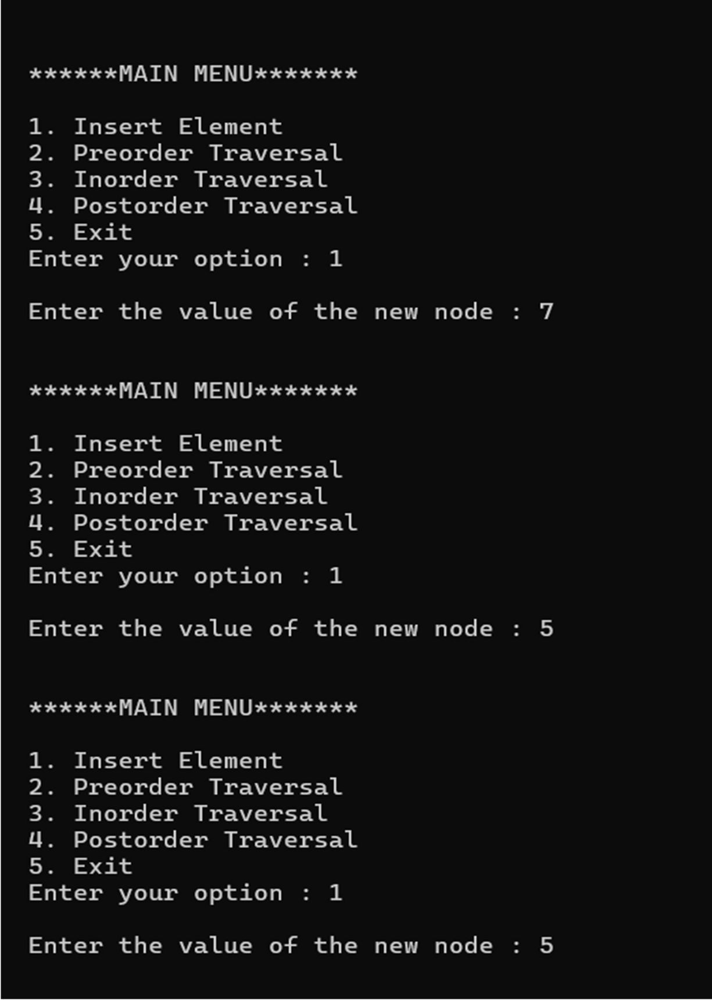 ******MAIN MENU*******
1. Insert Element
2. Preorder Traversal
3. Inorder Traversal
4. Postorder Traversal
5. Exit
Enter your option : 1
Enter the value of the new node : 7
******MAIN MENU*******
1. Insert Element
2. Preorder Traversal
3. Inorder Traversal
4. Postorder Traversal
5. Exit
Enter your option : 1
Enter the value of the new node : 5
******MAIN MENU*******
1. Insert Element
2. Preorder Traversal
3. Inorder Traversal
4. Postorder Traversal
5. Exit
Enter your option : 1
Enter the value of the new node : 5